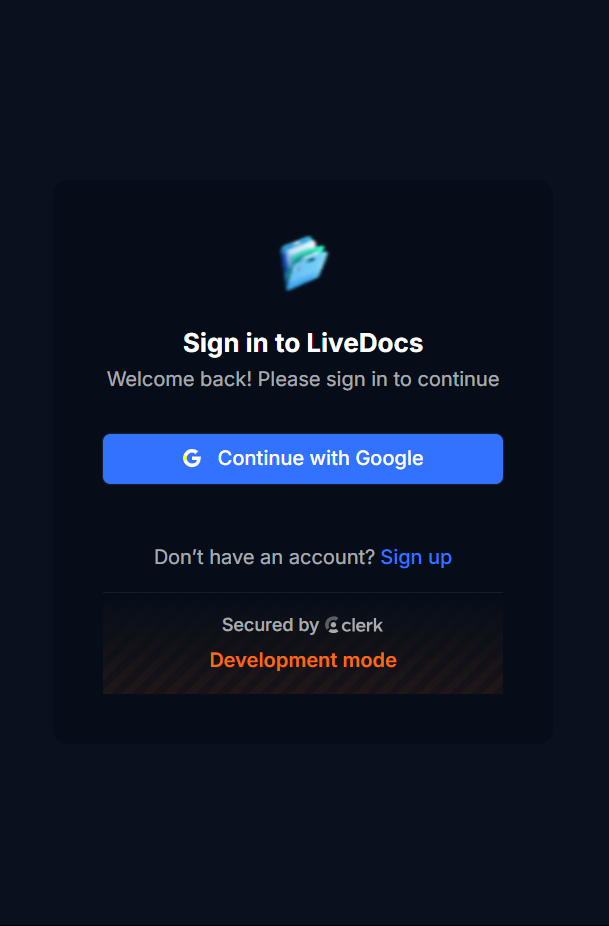 Sign in to LiveDocs
Welcome back! Please sign in to continue
Continue with Google
Don’t have an account? Sign up
Secured by clerk
Development mode